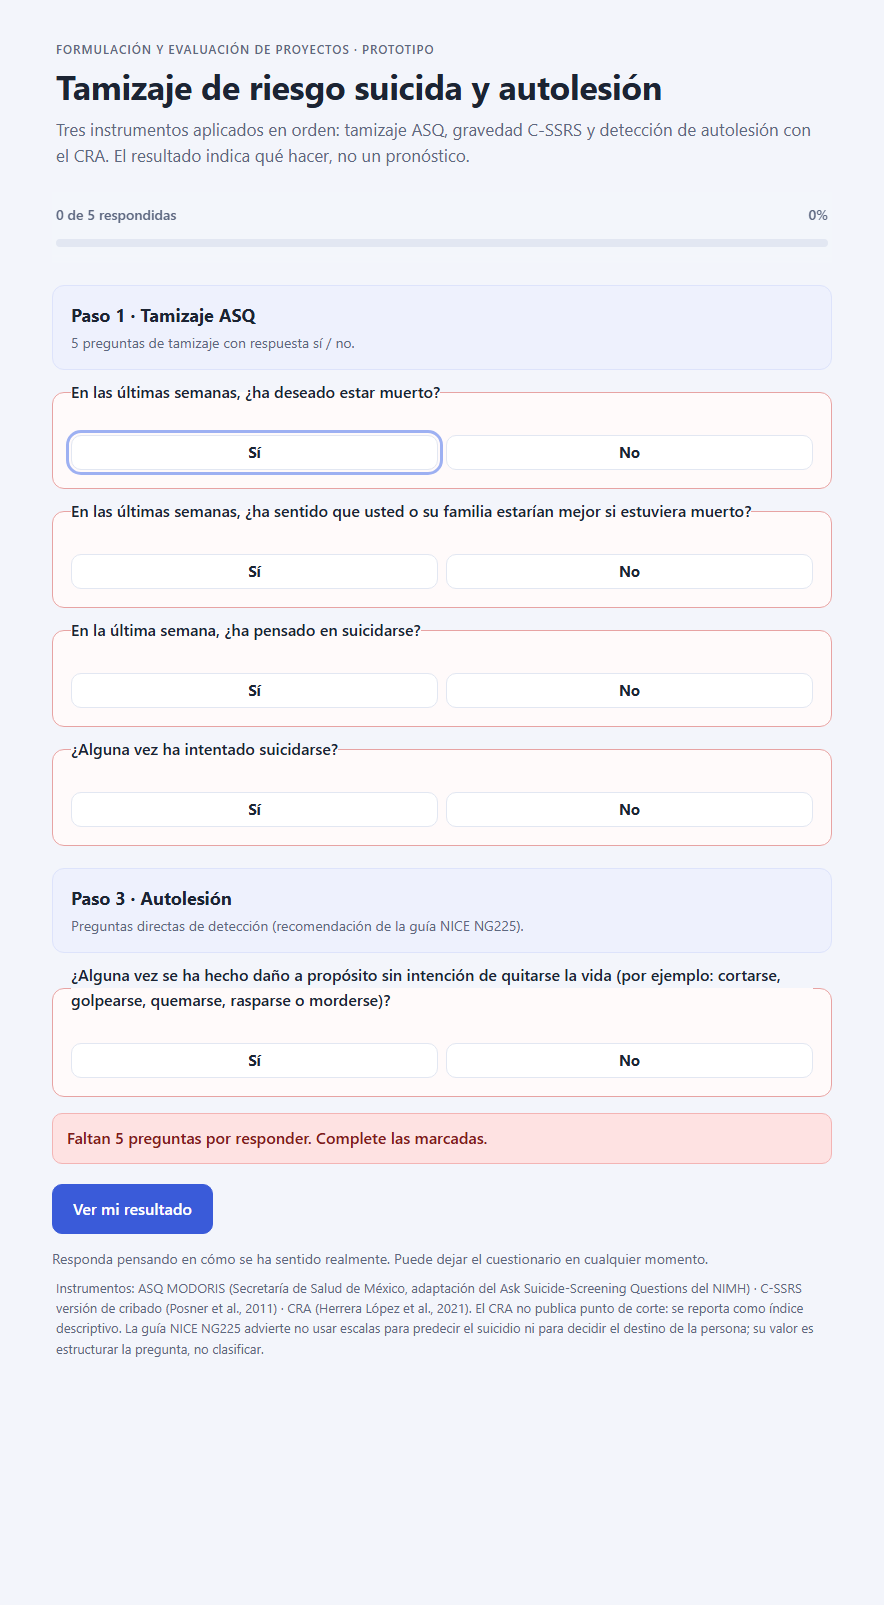 FORMULACIÓN Y EVALUACIÓN DE PROYECTOS · PROTOTIPO
Tamizaje de riesgo suicida y autolesión
Tres instrumentos aplicados en orden: tamizaje ASQ, gravedad C-SSRS y detección de autolesión con
el CRA. El resultado indica qué hacer, no un pronóstico.
0 de 5 respondidas 0%
Paso 1 · Tamizaje ASQ
5 preguntas de tamizaje con respuesta sí / no.
En las últimas semanas, ¿ha deseado estar muerto?
Sí No
En las últimas semanas, ¿ha sentido que usted o su familia estarían mejor si estuviera muerto?
Sí No
En la última semana, ¿ha pensado en suicidarse?
Sí No
¿Alguna vez ha intentado suicidarse?
Sí No
Paso 3 · Autolesión
Preguntas directas de detección (recomendación de la guía NICE NG225).
¿Alguna vez se ha hecho daño a propósito sin intención de quitarse la vida (por ejemplo: cortarse,
golpearse, quemarse, rasparse o morderse)?
Sí No
Faltan 5 preguntas por responder. Complete las marcadas.
Ver mi resultado
Responda pensando en cómo se ha sentido realmente. Puede dejar el cuestionario en cualquier momento.
Instrumentos: ASQ MODORIS (Secretaría de Salud de México, adaptación del Ask Suicide-Screening Questions del NIMH) · C-SSRS
versión de cribado (Posner et al., 2011) · CRA (Herrera López et al., 2021). El CRA no publica punto de corte: se reporta como índice
descriptivo. La guía NICE NG225 advierte no usar escalas para predecir el suicidio ni para decidir el destino de la persona; su valor es
estructurar la pregunta, no clasificar.